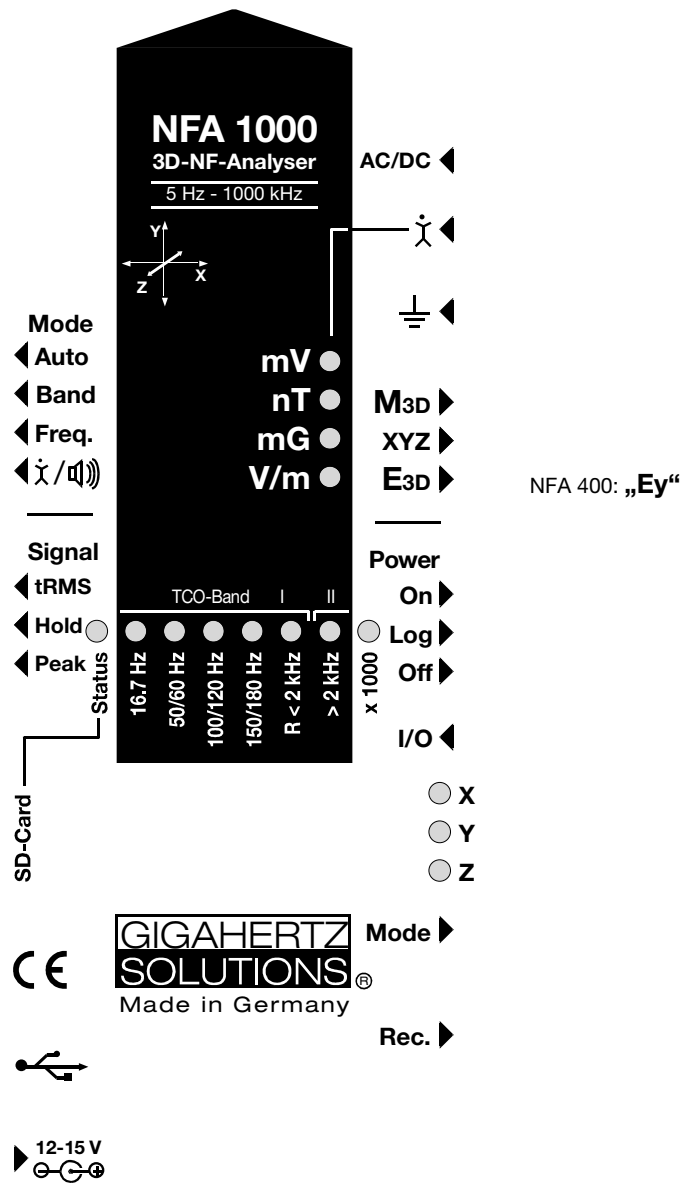 NFA 1000
3D-NF-Analyser
5 Hz - 1000 kHz
Y
X
Z
AC/DC
Mode
Auto
Band
Freq.
/
mV
nT
mG
V/m
M3D
XYZ
E3D
NFA 400: „Ey“
Signal
tRMS
Hold
Peak
Power
On
Log
Off
I/O
TCO-Band I II
Status
16.7 Hz
50/60 Hz
100/120 Hz
150/180 Hz
R < 2 kHz
> 2 kHz
x 1000
SD-Card
X
Y
Z
GIGAHERTZ
SOLUTIONS ®
Made in Germany
Mode
Rec.
CE
12-15 V